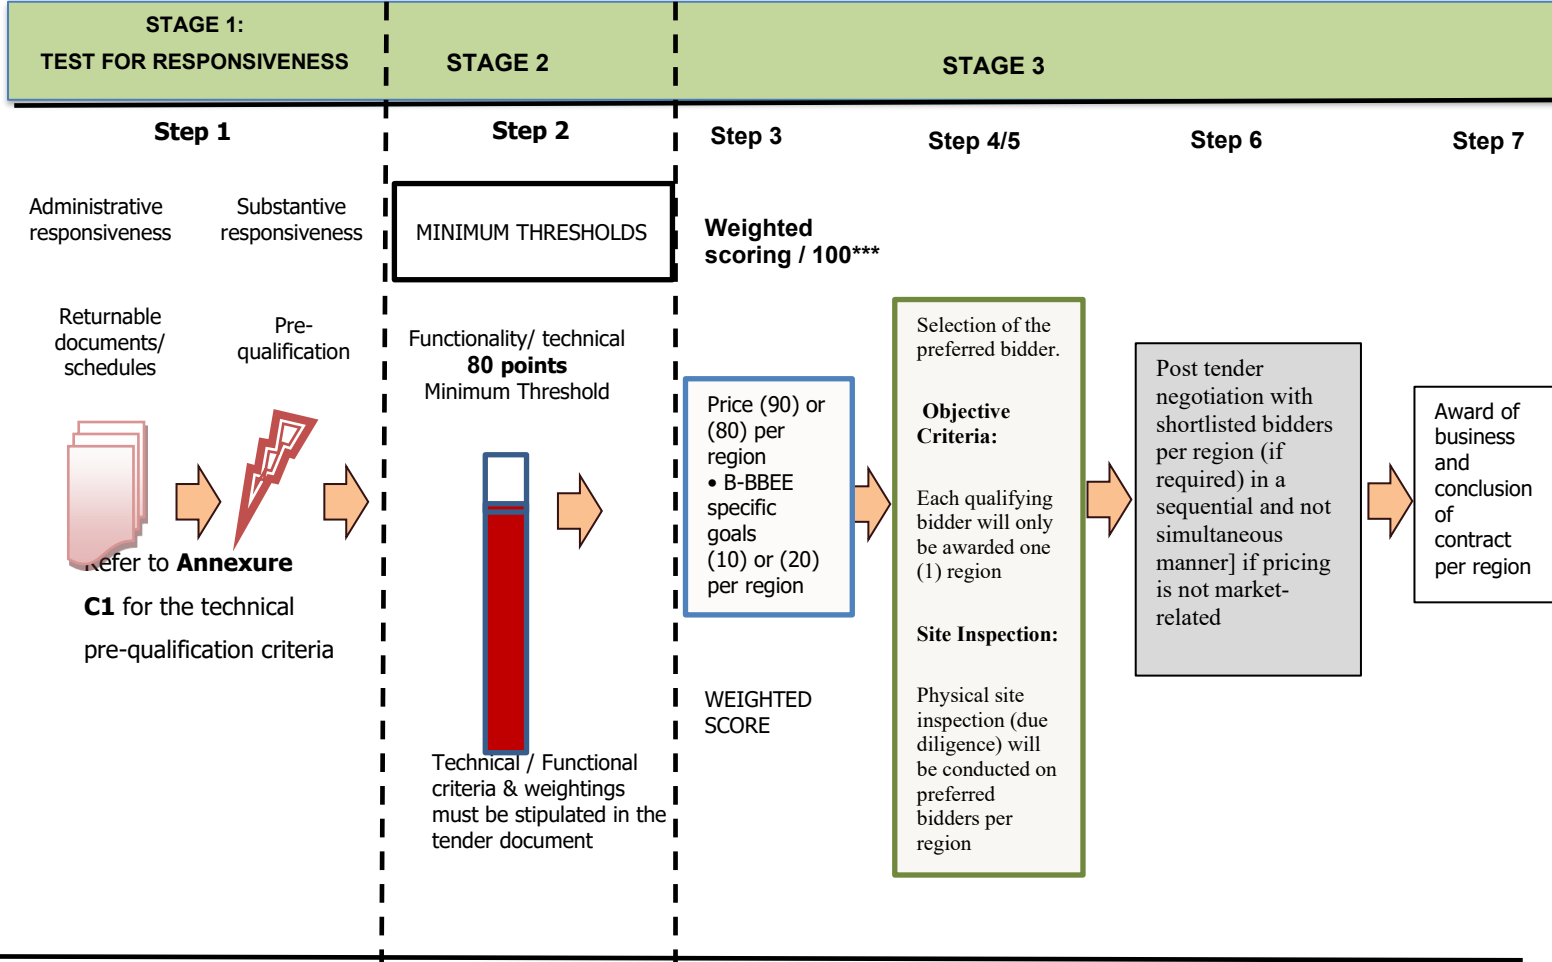 STAGE 1:
TEST FOR RESPONSIVENESS
STAGE 2
STAGE 3
Step 1
Step 2
Step 3
Step 4/5
Step 6
Step 7
Administrative
responsiveness
Substantive
responsiveness
Returnable
documents/
schedules
Pre-
qualification
Refer to Annexure
C1 for the technical
pre-qualification criteria
MINIMUM THRESHOLDS
Functionality/ technical
80 points
Minimum Threshold
Technical / Functional
criteria & weightings
must be stipulated in the
tender document
Weighted
scoring / 100***
Price (90) or
(80) per
region
• B-BBEE
specific
goals
(10) or (20)
per region
WEIGHTED
SCORE
Selection of the
preferred bidder.
Objective
Criteria:
Each qualifying
bidder will only
be awarded one
(1) region
Site Inspection:
Physical site
inspection (due
diligence) will
be conducted on
preferred
bidders per
region
Post tender
negotiation with
shortlisted bidders
per region (if
required) in a
sequential and not
simultaneous
manner] if pricing
is not market-
related
Award of
business
and
conclusion
of
contract
per region